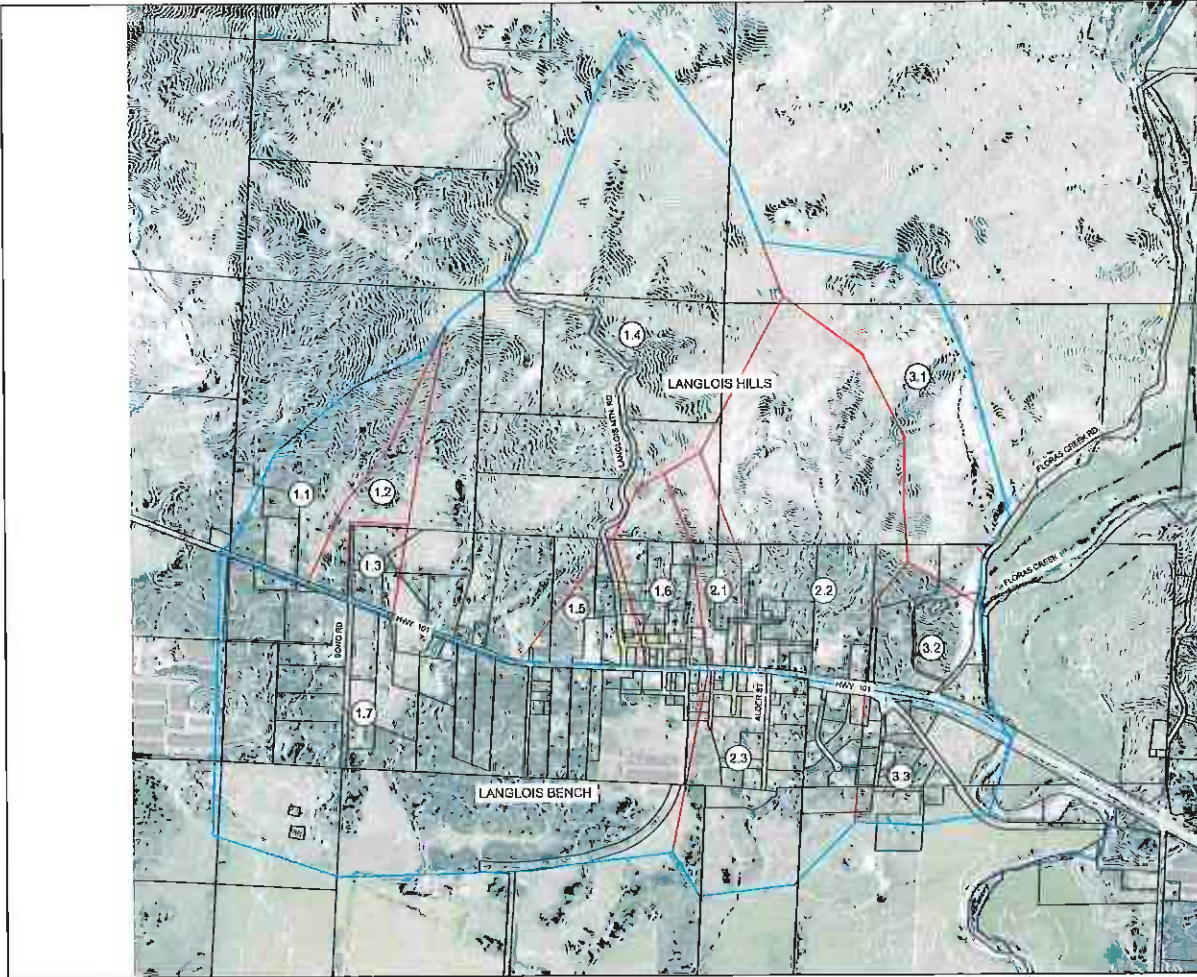 1.4
LANGLOIS HILLS
3.1
LANGLOIS MTN. RD
FLORAS CREEK RD.
1.1
1.2
1.3
FLORAS CREEK
1.5
1.6
2.1
2.2
HWY 101
3.2
HWY 101
ALDER ST
1.7
2.3
3.3
LANGLOIS BENCH